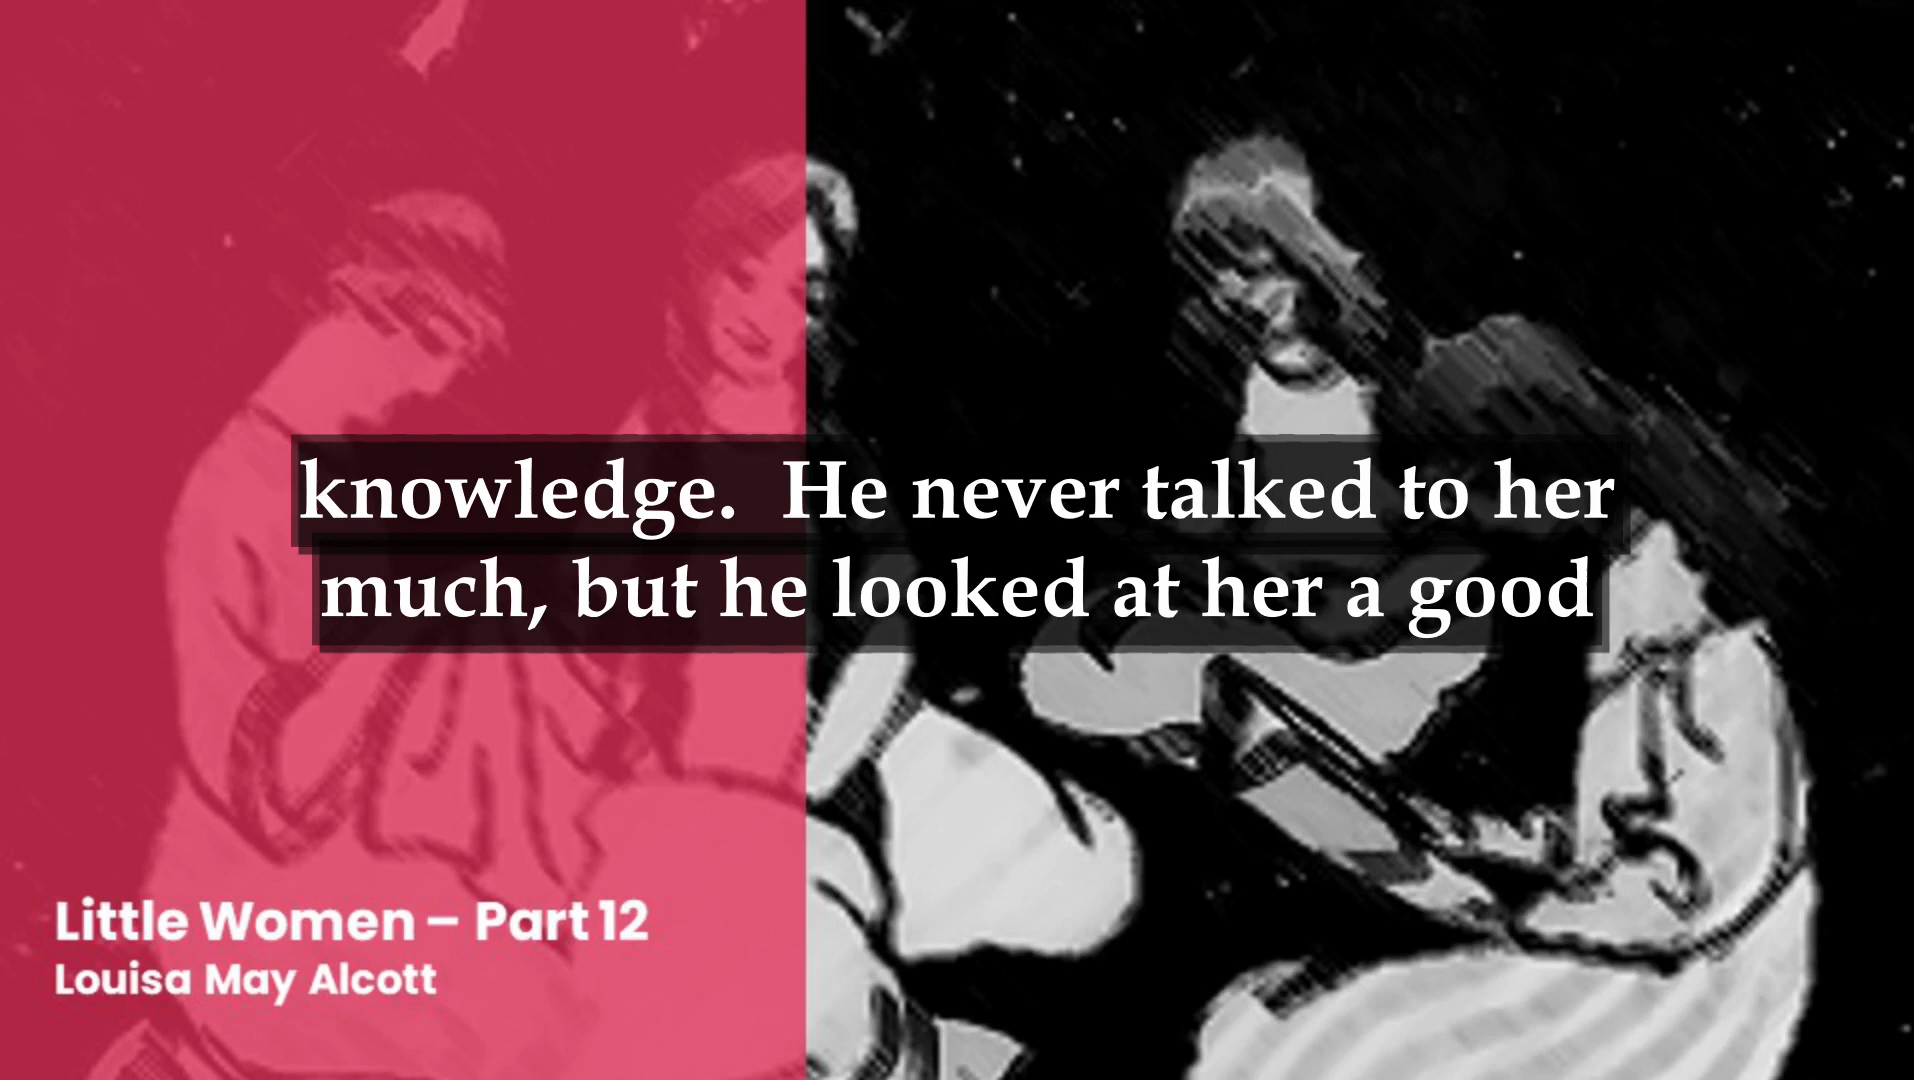 knowledge.  He never talked to her
much, but he looked at her a good
Little Women – Part 12
Louisa May Alcott